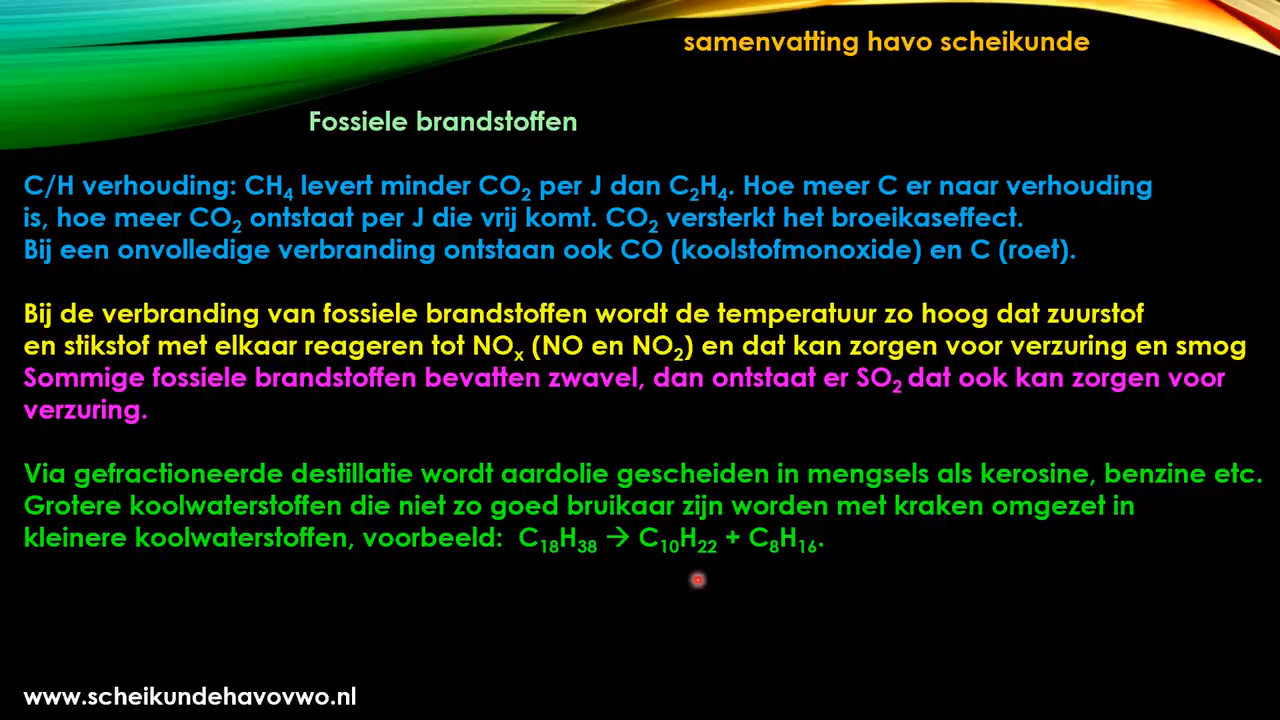 samenvatting havo scheikunde
Fossiele brandstoffen
C/H verhouding: CH₄ levert minder CO₂ per J dan C₂H₄. Hoe meer C er naar verhouding
is, hoe meer CO₂ ontstaat per J die vrij komt. CO₂ versterkt het broeikaseffect.
Bij een onvolledige verbranding ontstaan ook CO (koolstofmonoxide) en C (roet).
Bij de verbranding van fossiele brandstoffen wordt de temperatuur zo hoog dat zuurstof
en stikstof met elkaar reageren tot NOₓ (NO en NO₂) en dat kan zorgen voor verzuring en smog
Sommige fossiele brandstoffen bevatten zwavel, dan ontstaat er SO₂ dat ook kan zorgen voor
verzuring.
Via gefractioneerde destillatie wordt aardolie gescheiden in mengsels als kerosine, benzine etc.
Grotere koolwaterstoffen die niet zo goed bruikaar zijn worden met kraken omgezet in
kleinere koolwaterstoffen, voorbeeld: C₁₈H₃₈ → C₁₀H₂₂ + C₈H₁₆.
www.scheikundehavovwo.nl